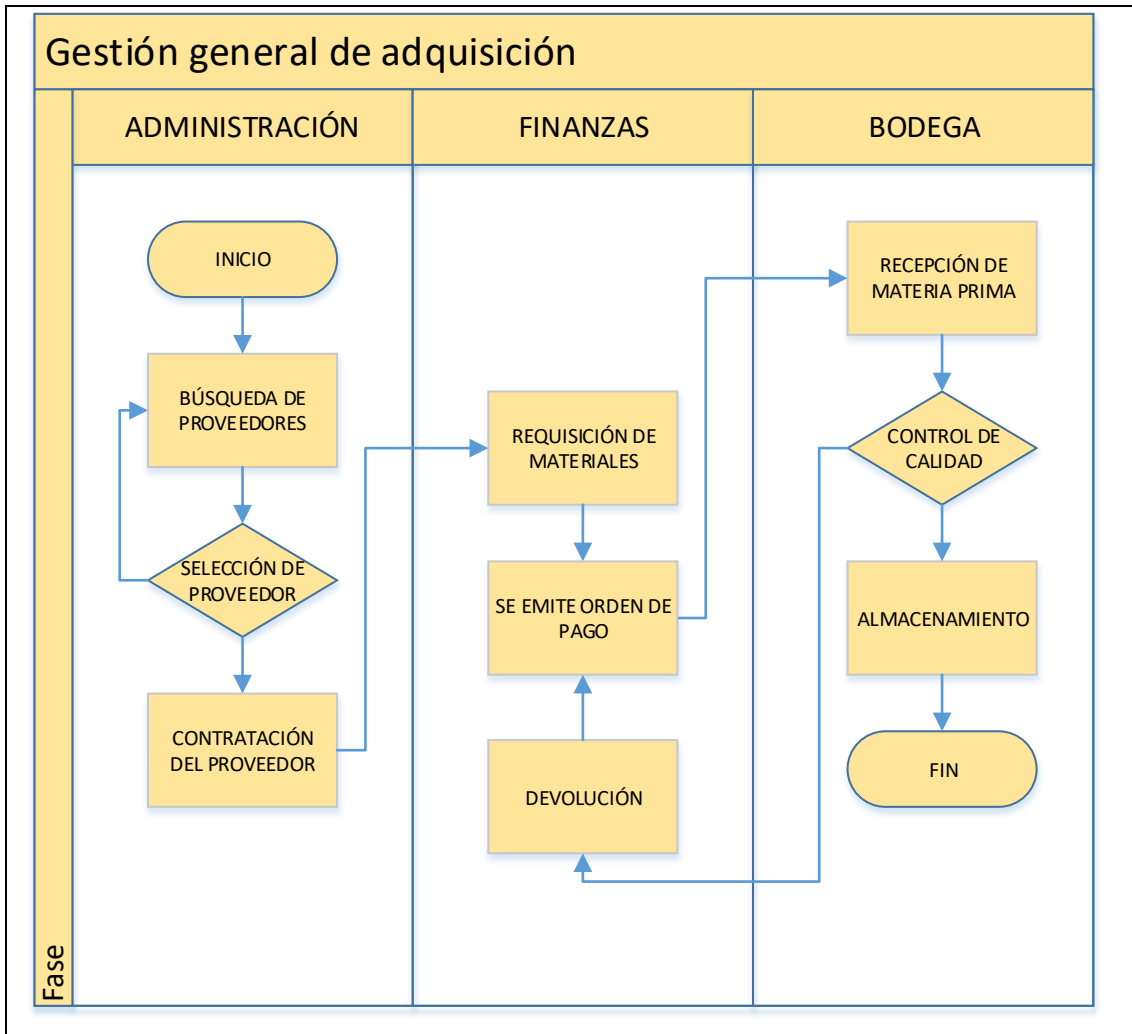 Gestión general de adquisición
ADMINISTRACIÓN
FINANZAS
BODEGA
Fase
INICIO
BÚSQUEDA DE
PROVEEDORES
SELECCIÓN DE
PROVEEDOR
CONTRATACIÓN
DEL PROVEEDOR
REQUISICIÓN DE
MATERIALES
SE EMITE ORDEN DE
PAGO
DEVOLUCIÓN
RECEPCIÓN DE
MATERIA PRIMA
CONTROL DE
CALIDAD
ALMACENAMIENTO
FIN